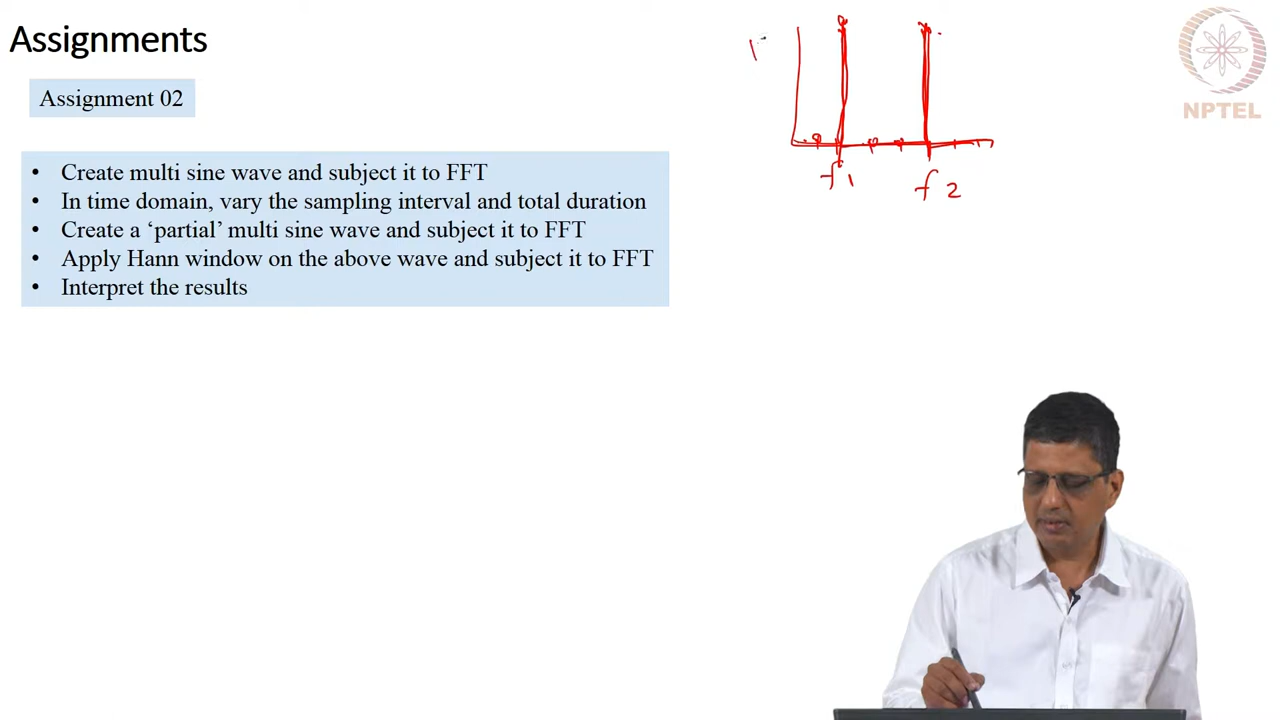 Assignments
Assignment 02
• Create multi sine wave and subject it to FFT
• In time domain, vary the sampling interval and total duration
• Create a ‘partial’ multi sine wave and subject it to FFT
• Apply Hann window on the above wave and subject it to FFT
• Interpret the results
f1 f2
NPTEL